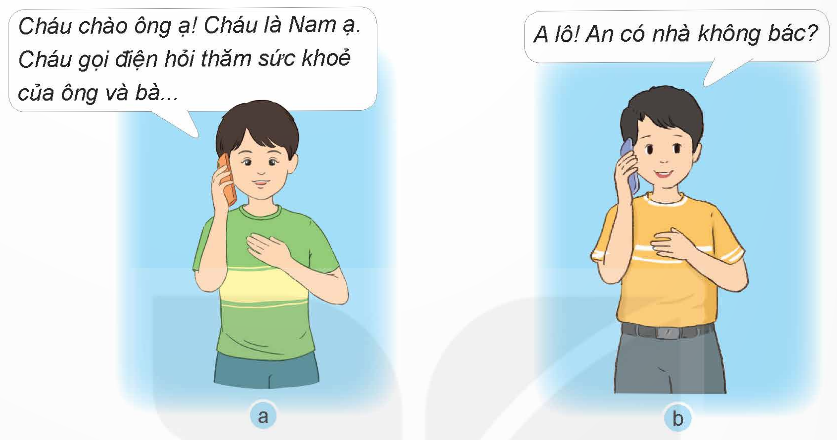 Cháu chào ông ạ! Cháu là Nam ạ.
Cháu gọi điện hỏi thăm sức khoẻ
của ông và bà...
A lô! An có nhà không bác?
a
b